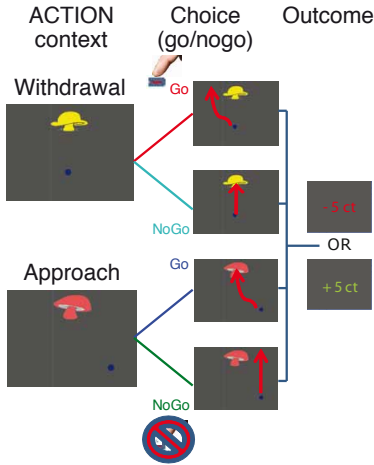 ACTION
context
Choice
(go/nogo)
Outcome
Withdrawal
Go
NoGo
-5 ct
OR
+5 ct
Approach
Go
NoGo